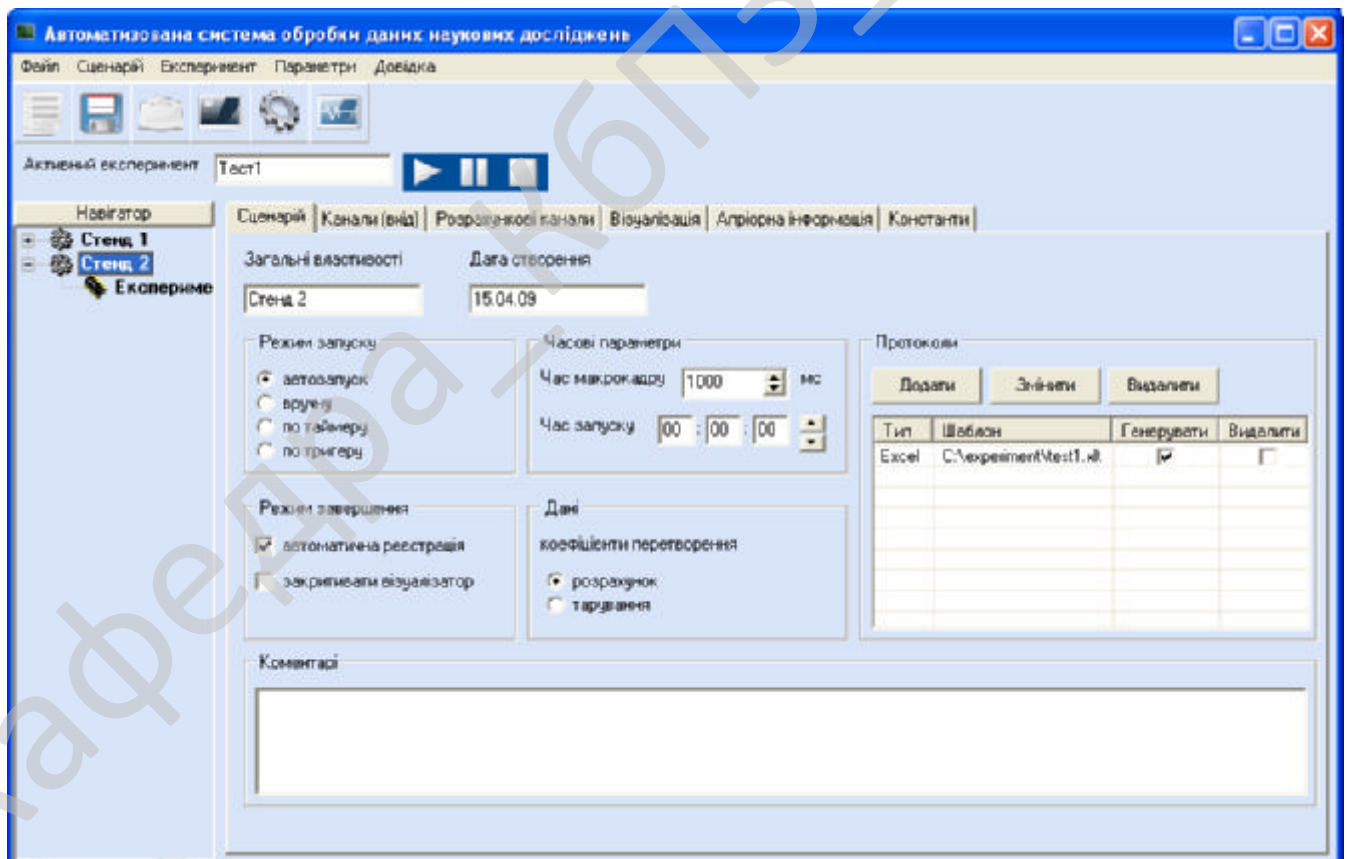 Автоматизована система обробки даних наукових досліджень
Файл Сценарій Експеримент Параметри Довідка
Активный експеримент Тест1
Навігатор
Стенд 1
Стенд 2
Експериме
Сценарій Канали (вхід) Розрахункові канали Візуалізація Апріорна інформація Константи
Загальні властивості Дата створення
Стенд 2 15.04.09
Режим запуску
автозапуск
вручну
по таймеру
по тригеру
Часові параметри
Час макрокадру 1000 мс
Час запуску 00 : 00 : 00
Протоколи
Додати Змінити Видалити
Тип Шаблон Генерувати Видалити
Excel C:\experiment\test1.xlt
Режим завершення
автоматична реєстрація
закривати візуалізатор
Дані
коефіцієнти перетворення
розрахунок
тарування
Коментарі